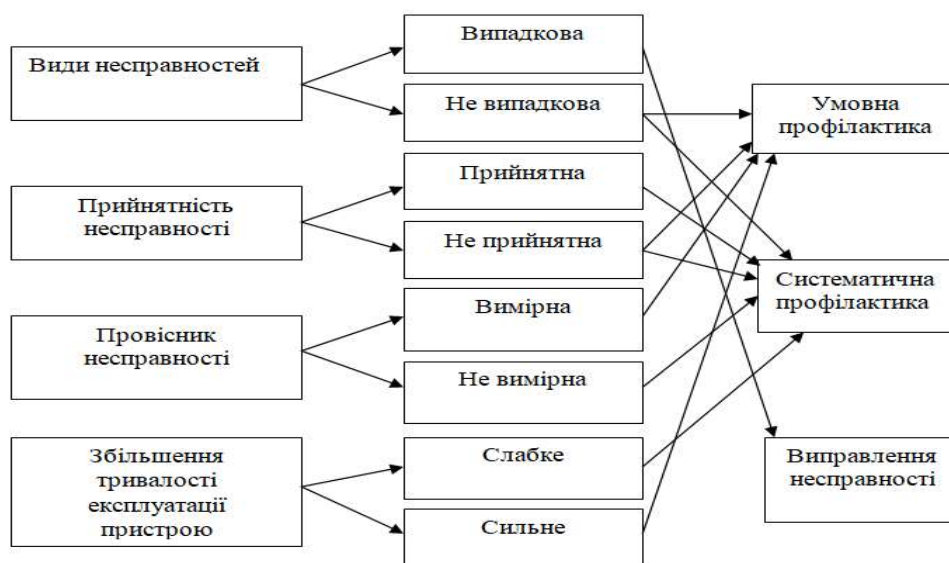 Види несправностей
Прийнятність
несправності
Провісник
несправності
Збільшення
тривалості
експлуатації
пристрою
Випадкова
Не випадкова
Прийнятна
Не прийнятна
Вимірна
Не вимірна
Слабке
Сильне
Умовна
профілактика
Систематична
профілактика
Виправлення
несправності